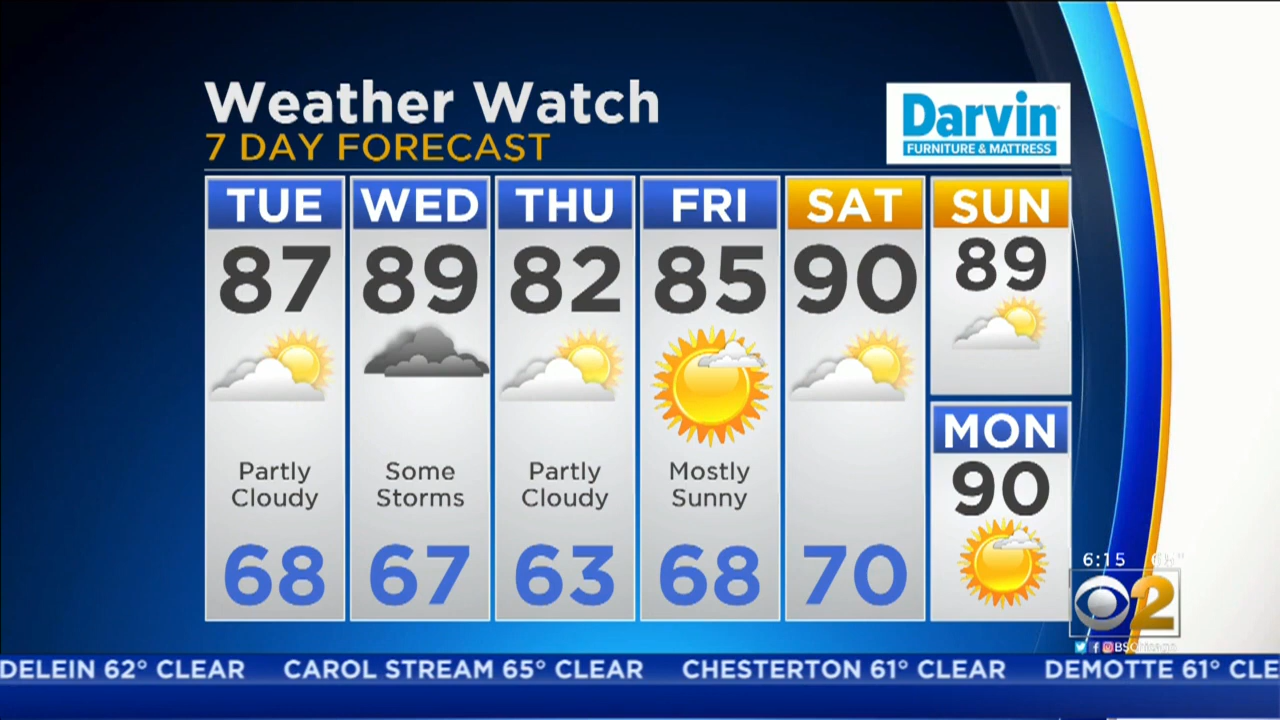 Weather Watch
7 DAY FORECAST
Darvin
FURNITURE & MATTRESS
TUE
87
Partly
Cloudy
68
WED
89
Some
Storms
67
THU
82
Partly
Cloudy
63
FRI
85
Mostly
Sunny
68
SAT
90
70
SUN
89
MON
90
6:15
2
DELEIN 62° CLEAR CAROL STREAM 65° CLEAR CHESTERTON 61° CLEAR DEMOTTE 61° CLE